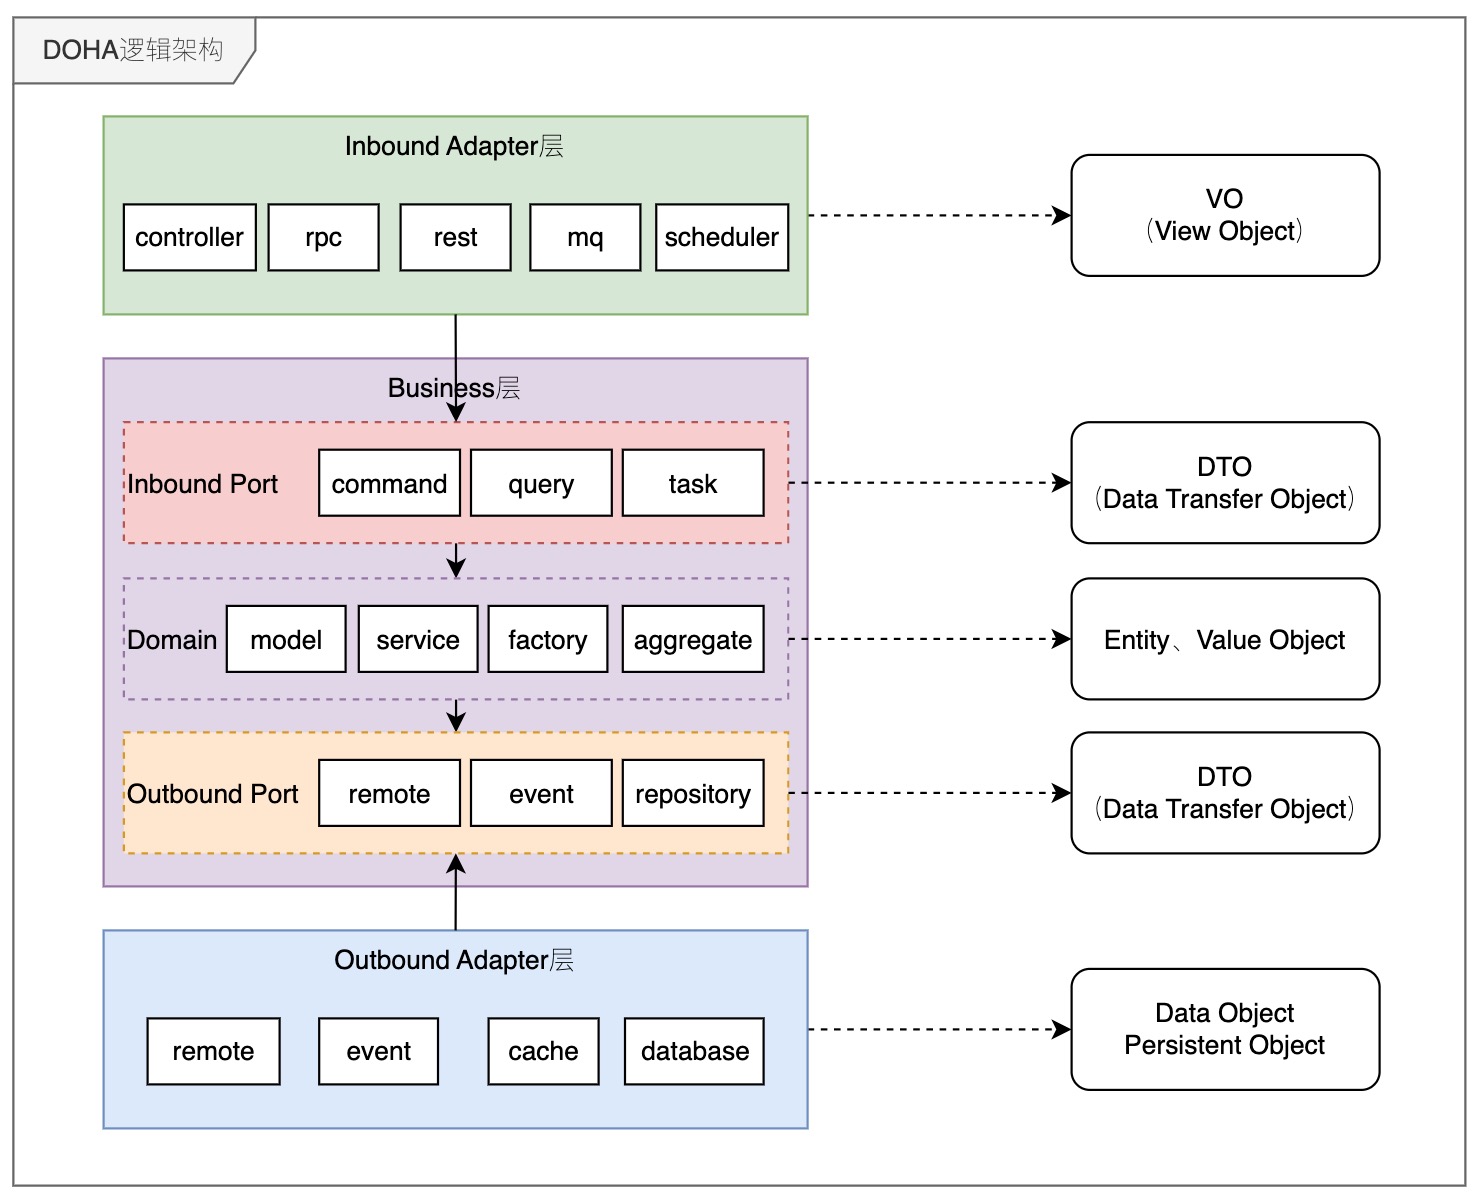 DOHA逻辑架构
Inbound Adapter层
controller
rpc
rest
mq
scheduler
VO
（View Object）
Business层
Inbound Port
command
query
task
DTO
（Data Transfer Object）
Domain
model
service
factory
aggregate
Entity、Value Object
Outbound Port
remote
event
repository
DTO
（Data Transfer Object）
Outbound Adapter层
remote
event
cache
database
Data Object
Persistent Object